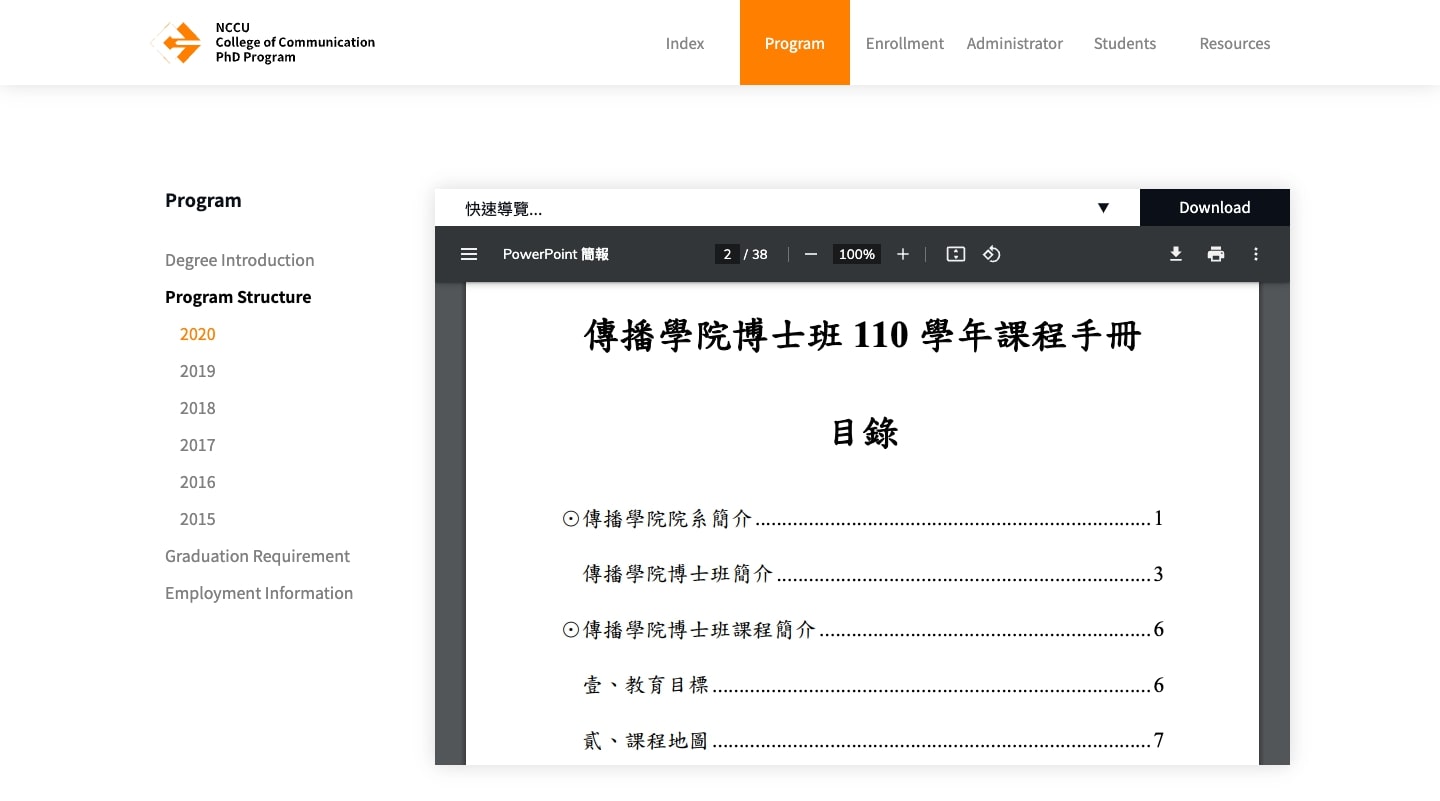 NCCU
College of Communication
PhD Program
Index
Program
Enrollment
Administrator
Students
Resources
Program
Degree Introduction
Program Structure
2020
2019
2018
2017
2016
2015
Graduation Requirement
Employment Information
快速導覽... ▼
Download
PowerPoint 簡報
2 / 38
100%
傳播學院博士班 110 學年課程手冊
目錄
⊙傳播學院院系簡介..........................................................................1
傳播學院博士班簡介......................................................................3
⊙傳播學院博士班課程簡介..............................................................6
壹、教育目標..................................................................................6
貳、課程地圖..................................................................................7